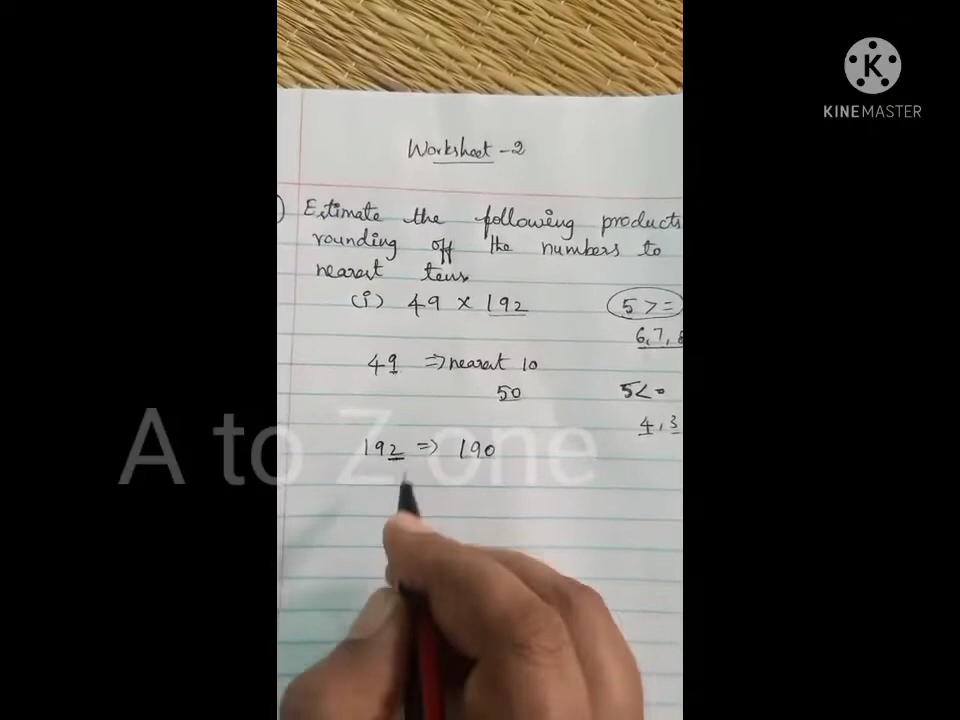 Worksheet - 2
Estimate the following products
rounding off the numbers to
nearest tens
(i) 49 × 192
5 > =
6, 7, 8
49 => nearest 10
50
5 <
4, 3
192 => 190
A to Z one
KINEMASTER